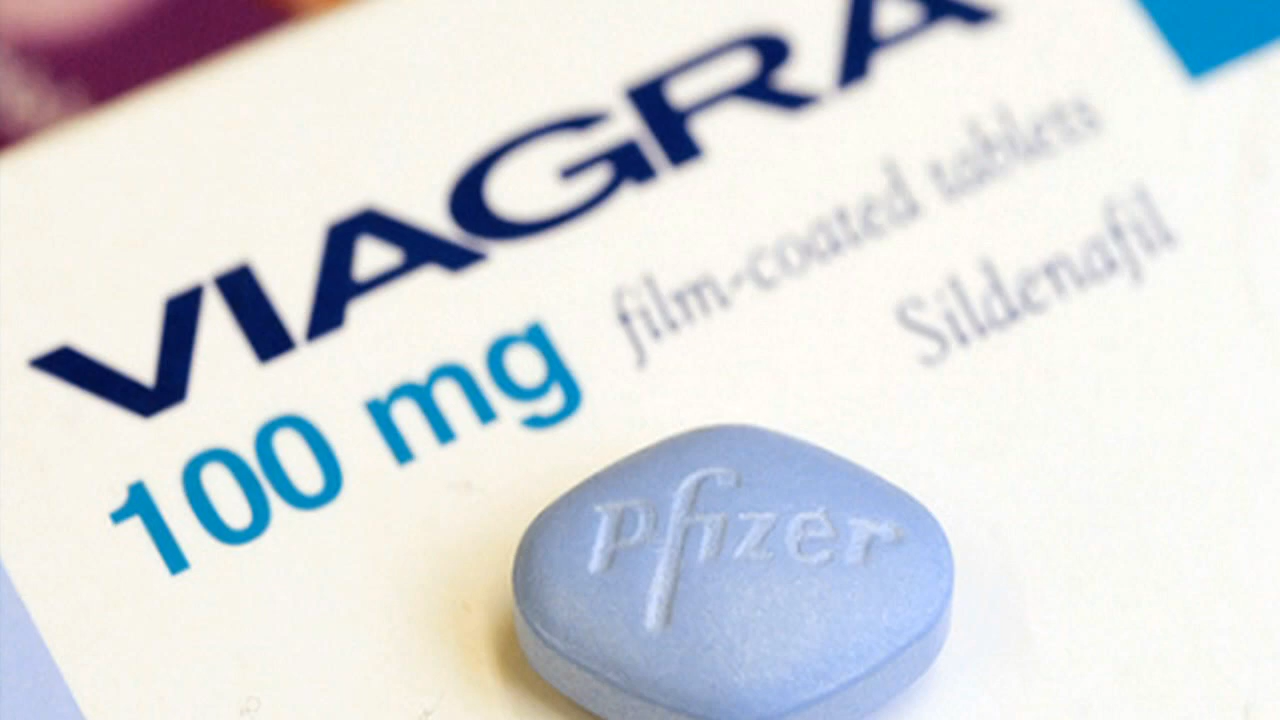 VIAGRA
100 mg
film-coated tablets
Sildenafil
Pfizer